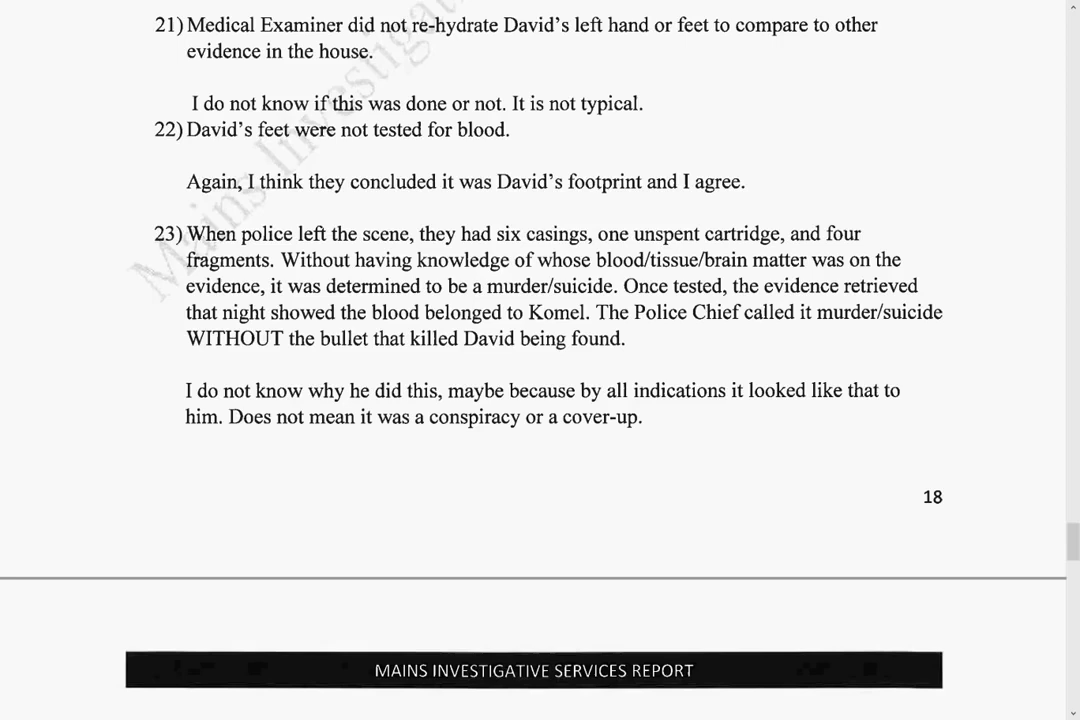 21) Medical Examiner did not re-hydrate David's left hand or feet to compare to other
evidence in the house.
I do not know if this was done or not. It is not typical.
22) David's feet were not tested for blood.
Again, I think they concluded it was David's footprint and I agree.
23) When police left the scene, they had six casings, one unspent cartridge, and four
fragments. Without having knowledge of whose blood/tissue/brain matter was on the
evidence, it was determined to be a murder/suicide. Once tested, the evidence retrieved
that night showed the blood belonged to Komel. The Police Chief called it murder/suicide
WITHOUT the bullet that killed David being found.
I do not know why he did this, maybe because by all indications it looked like that to
him. Does not mean it was a conspiracy or a cover-up.
Mains Investigat
18
MAINS INVESTIGATIVE SERVICES REPORT